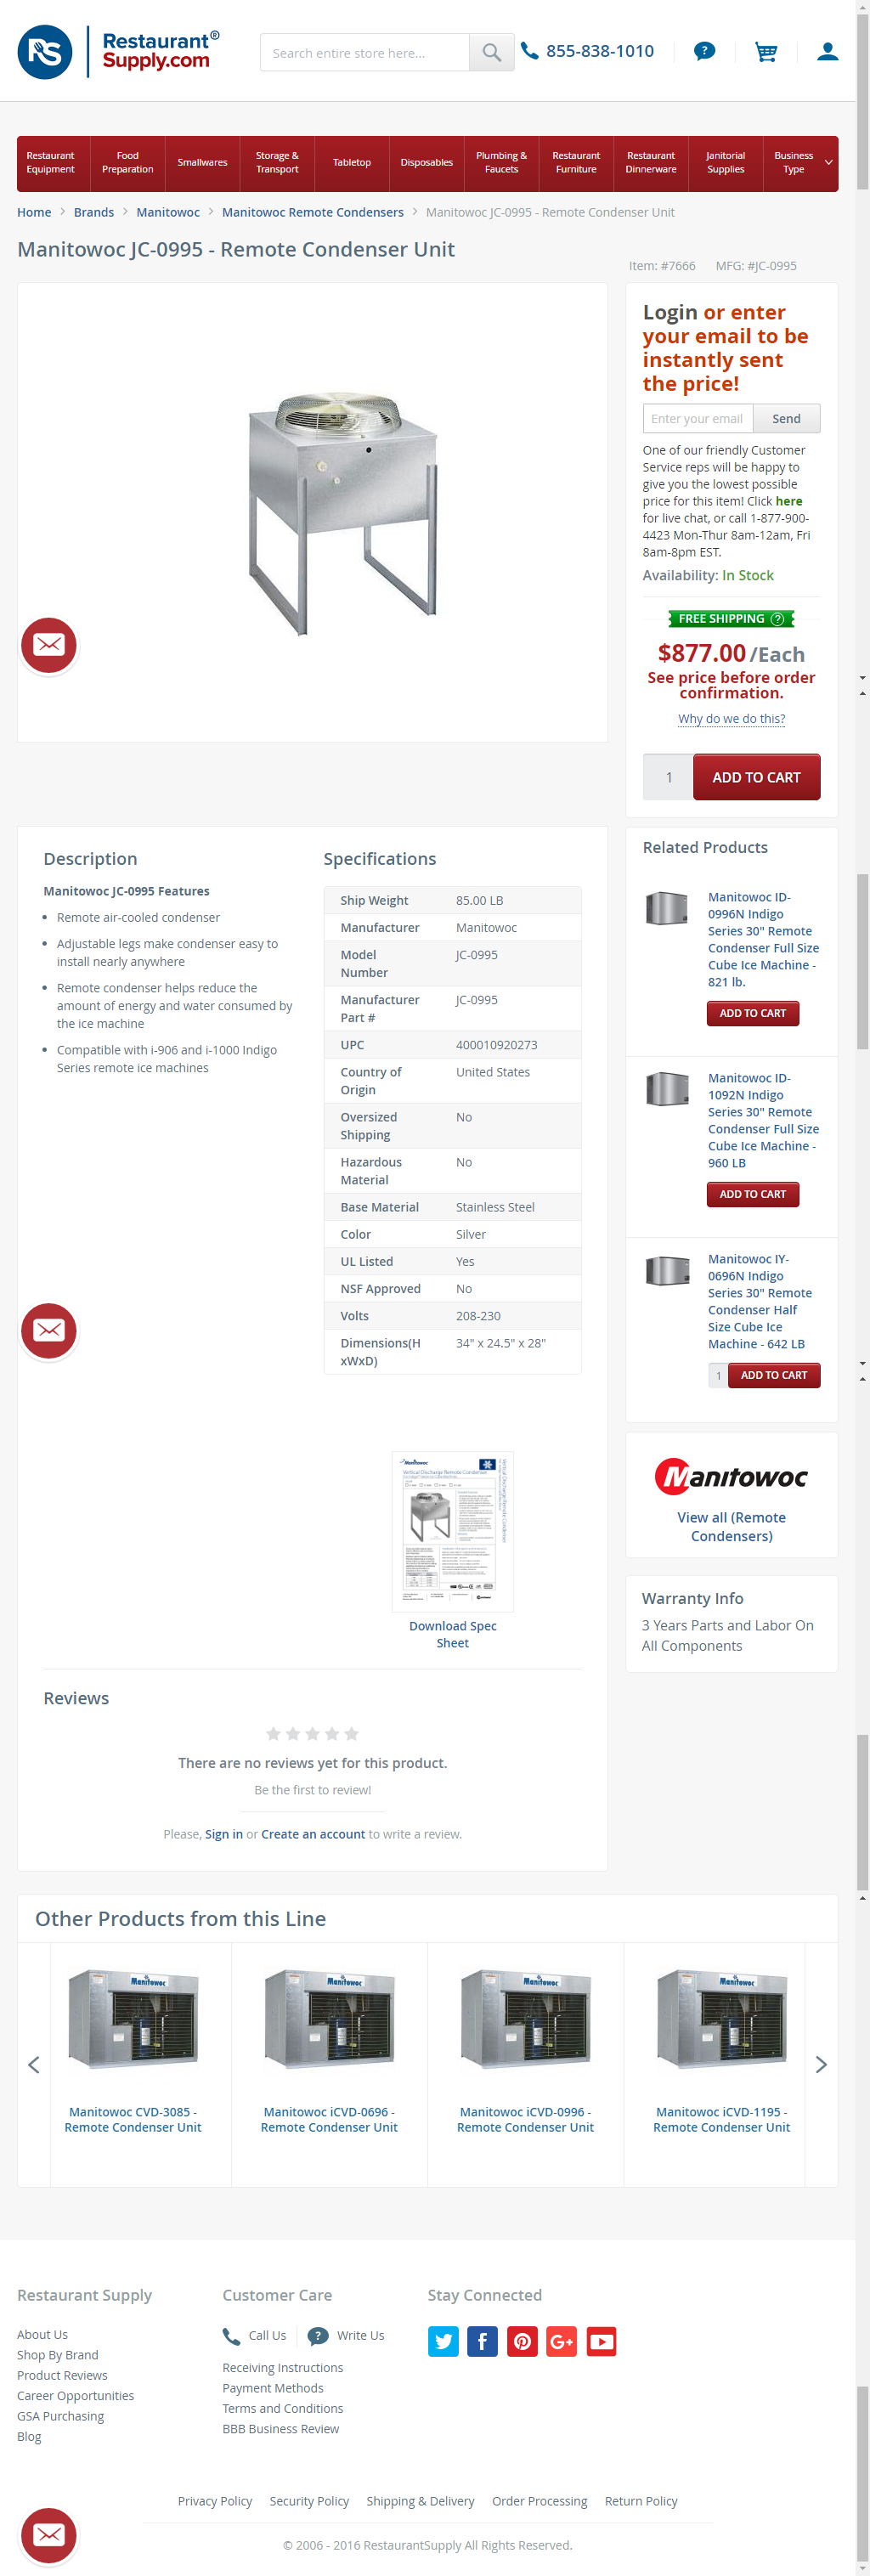 Restaurant®
Supply.com
RS
Search entire store here...
855-838-1010
?
Restaurant
Equipment
Food
Preparation
Smallwares
Storage &
Transport
Tabletop
Disposables
Plumbing &
Faucets
Restaurant
Furniture
Restaurant
Dinnerware
Janitorial
Supplies
Business
Type
Home > Brands > Manitowoc > Manitowoc Remote Condensers > Manitowoc JC-0995 - Remote Condenser Unit
Manitowoc JC-0995 - Remote Condenser Unit
Item: #7666 MFG: #JC-0995
Login or enter
your email to be
instantly sent
the price!
Enter your email Send
One of our friendly Customer
Service reps will be happy to
give you the lowest possible
price for this item! Click here
for live chat, or call 1-877-900-
4423 Mon-Thur 8am-12am, Fri
8am-8pm EST.
Availability: In Stock
FREE SHIPPING ?
$877.00 /Each
See price before order
confirmation.
Why do we do this?
1 ADD TO CART
Description
Manitowoc JC-0995 Features
• Remote air-cooled condenser
• Adjustable legs make condenser easy to
install nearly anywhere
• Remote condenser helps reduce the
amount of energy and water consumed by
the ice machine
• Compatible with i-906 and i-1000 Indigo
Series remote ice machines
Specifications
Ship Weight 85.00 LB
Manufacturer Manitowoc
Model
Number JC-0995
Manufacturer
Part # JC-0995
UPC 400010920273
Country of
Origin United States
Oversized
Shipping No
Hazardous
Material No
Base Material Stainless Steel
Color Silver
UL Listed Yes
NSF Approved No
Volts 208-230
Dimensions(H
xWxD) 34" x 24.5" x 28"
Manitowoc
Vertical Discharge Remote Condenser
Download Spec
Sheet
Related Products
Manitowoc ID-
0996N Indigo
Series 30" Remote
Condenser Full Size
Cube Ice Machine -
821 lb.
ADD TO CART
Manitowoc ID-
1092N Indigo
Series 30" Remote
Condenser Full Size
Cube Ice Machine -
960 LB
ADD TO CART
Manitowoc IY-
0696N Indigo
Series 30" Remote
Condenser Half
Size Cube Ice
Machine - 642 LB
1 ADD TO CART
Manitowoc
View all (Remote
Condensers)
Warranty Info
3 Years Parts and Labor On
All Components
Reviews
There are no reviews yet for this product.
Be the first to review!
Please, Sign in or Create an account to write a review.
Other Products from this Line
Manitowoc
Manitowoc CVD-3085 -
Remote Condenser Unit
Manitowoc
Manitowoc iCVD-0696 -
Remote Condenser Unit
Manitowoc
Manitowoc iCVD-0996 -
Remote Condenser Unit
Manitowoc
Manitowoc iCVD-1195 -
Remote Condenser Unit
Restaurant Supply
About Us
Shop By Brand
Product Reviews
Career Opportunities
GSA Purchasing
Blog
Customer Care
Call Us ? Write Us
Receiving Instructions
Payment Methods
Terms and Conditions
BBB Business Review
Stay Connected
f
G+
Privacy Policy Security Policy Shipping & Delivery Order Processing Return Policy
© 2006 - 2016 RestaurantSupply All Rights Reserved.